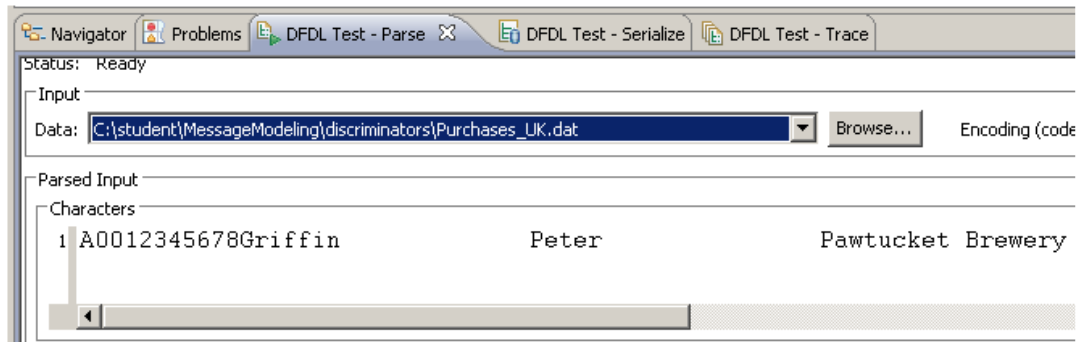 Navigator Problems DFDL Test - Parse DFDL Test - Serialize DFDL Test - Trace
Status: Ready
Input
Data: C:\student\MessageModeling\discriminators\Purchases_UK.dat Browse... Encoding (code
Parsed Input
Characters
1 A0012345678Griffin Peter Pawtucket Brewery